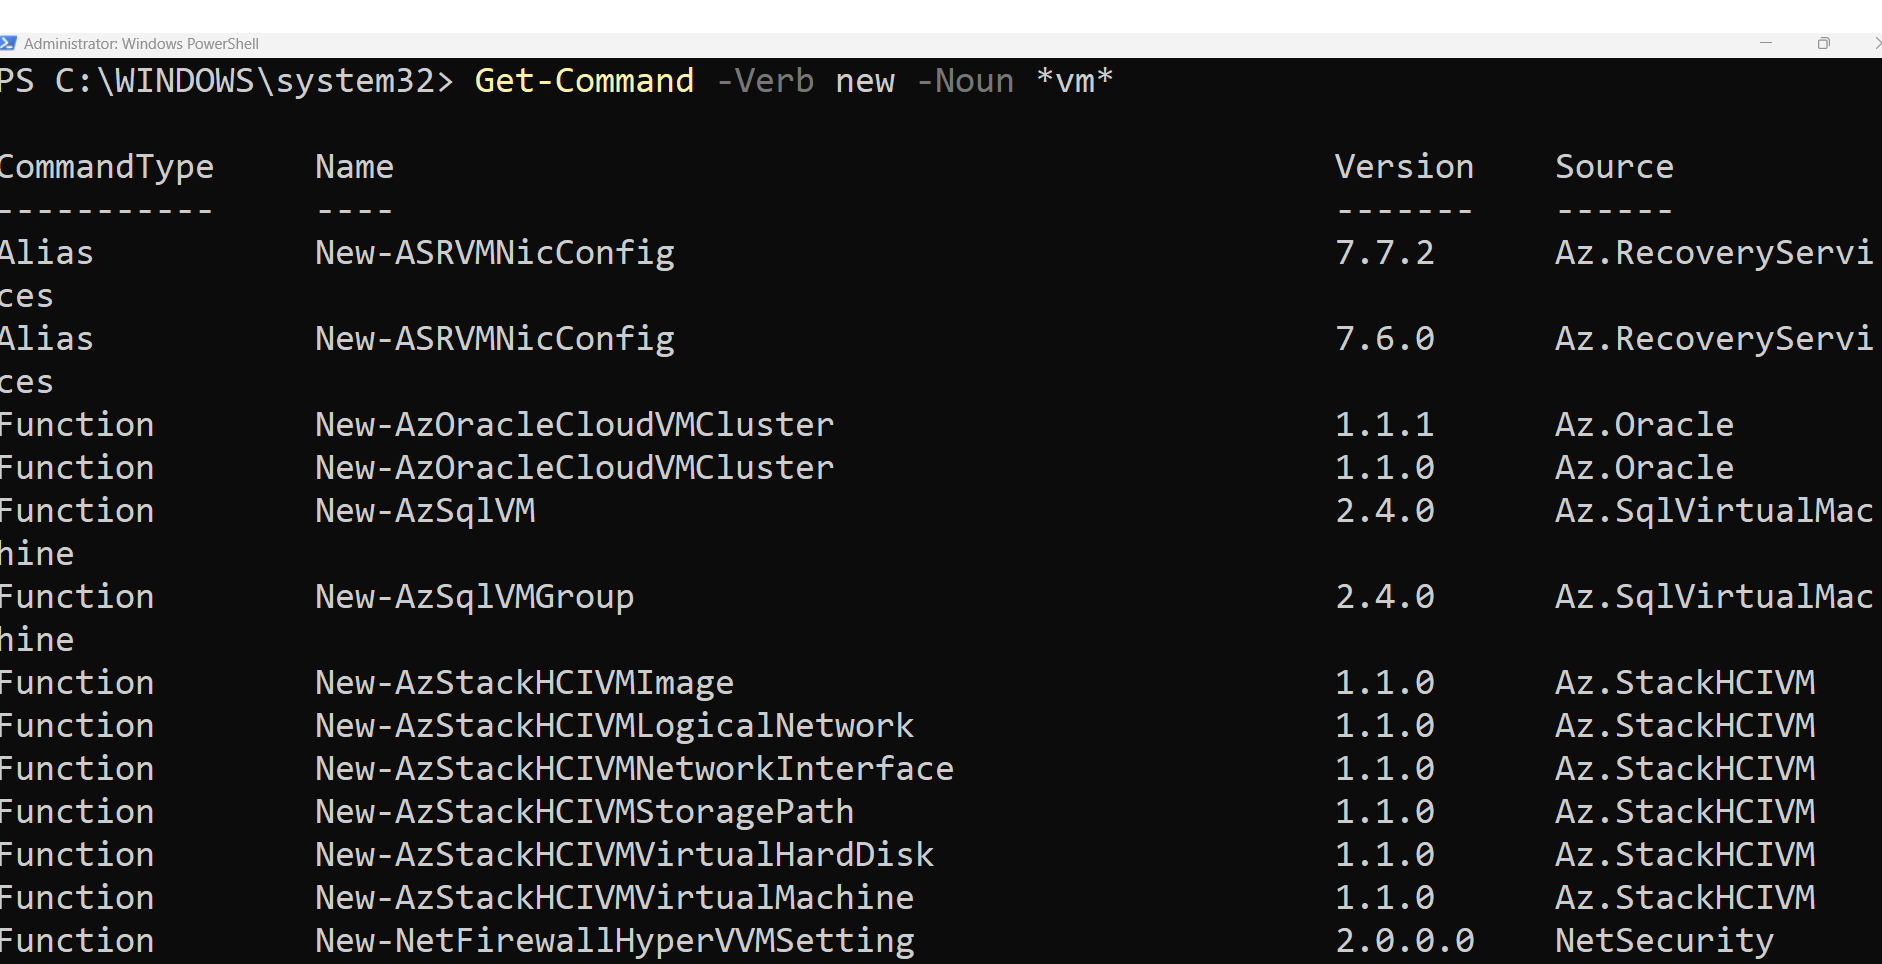 Administrator: Windows PowerShell
PS C:\WINDOWS\system32> Get-Command -Verb new -Noun *vm*
CommandType Name Version Source
----------- ---- ------- ------
Alias New-ASRVMNicConfig 7.7.2 Az.RecoveryServi
ces
Alias New-ASRVMNicConfig 7.6.0 Az.RecoveryServi
ces
Function New-AzOracleCloudVMCluster 1.1.1 Az.Oracle
Function New-AzOracleCloudVMCluster 1.1.0 Az.Oracle
Function New-AzSqlVM 2.4.0 Az.SqlVirtualMac
hine
Function New-AzSqlVMGroup 2.4.0 Az.SqlVirtualMac
hine
Function New-AzStackHCIVMImage 1.1.0 Az.StackHCIVM
Function New-AzStackHCIVMLogicalNetwork 1.1.0 Az.StackHCIVM
Function New-AzStackHCIVMNetworkInterface 1.1.0 Az.StackHCIVM
Function New-AzStackHCIVMStoragePath 1.1.0 Az.StackHCIVM
Function New-AzStackHCIVMVirtualHardDisk 1.1.0 Az.StackHCIVM
Function New-AzStackHCIVMVirtualMachine 1.1.0 Az.StackHCIVM
Function New-NetFirewallHyperVVMSetting 2.0.0.0 NetSecurity